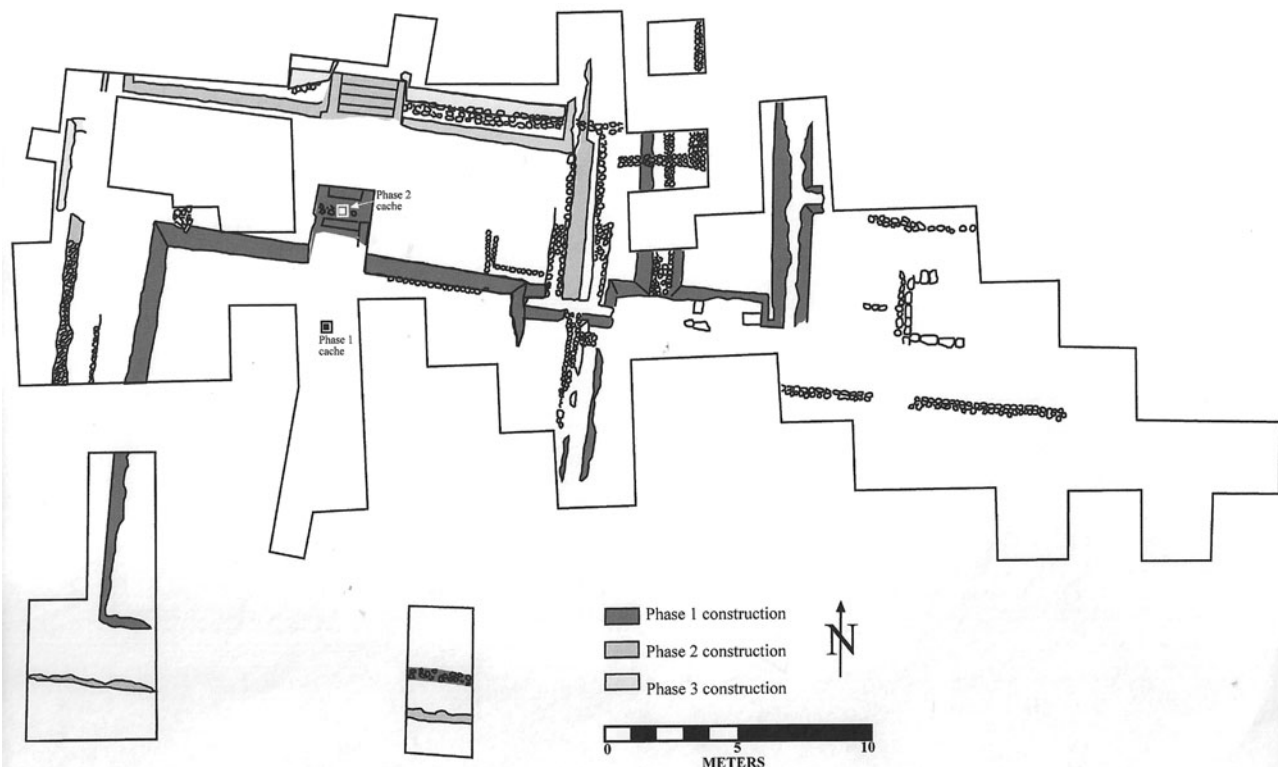 Phase 2
cache
Phase 1
cache
Phase 1 construction
Phase 2 construction
Phase 3 construction
N
0 5 10
METERS